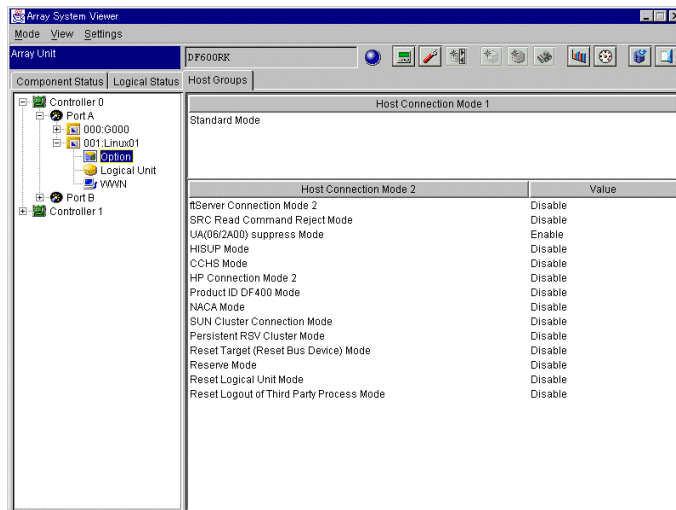 Array System Viewer
Mode View Settings
Array Unit
DF600RK
Component Status Logical Status Host Groups
Controller 0
Port A
000:G000
001:Linux01
Option
Logical Unit
WWN
Port B
Controller 1
Host Connection Mode 1
Standard Mode
Host Connection Mode 2 Value
ftServer Connection Mode 2 Disable
SRC Read Command Reject Mode Disable
UA(06/2A00) suppress Mode Enable
HISUP Mode Disable
CCHS Mode Disable
HP Connection Mode 2 Disable
Product ID DF400 Mode Disable
NACA Mode Disable
SUN Cluster Connection Mode Disable
Persistent RSV Cluster Mode Disable
Reset Target (Reset Bus Device) Mode Disable
Reserve Mode Disable
Reset Logical Unit Mode Disable
Reset Logout of Third Party Process Mode Disable